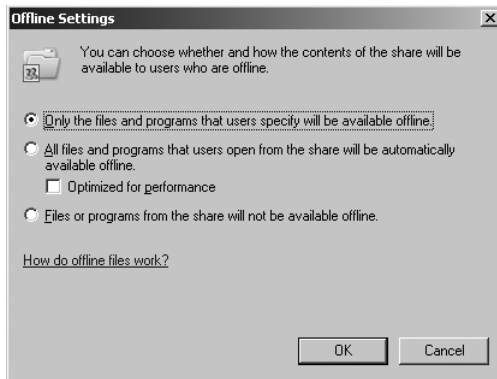 Offline Settings
You can choose whether and how the contents of the share will be
available to users who are offline.
Only the files and programs that users specify will be available offline.
All files and programs that users open from the share will be automatically
available offline.
Optimized for performance
Files or programs from the share will not be available offline.
How do offline files work?
OK Cancel